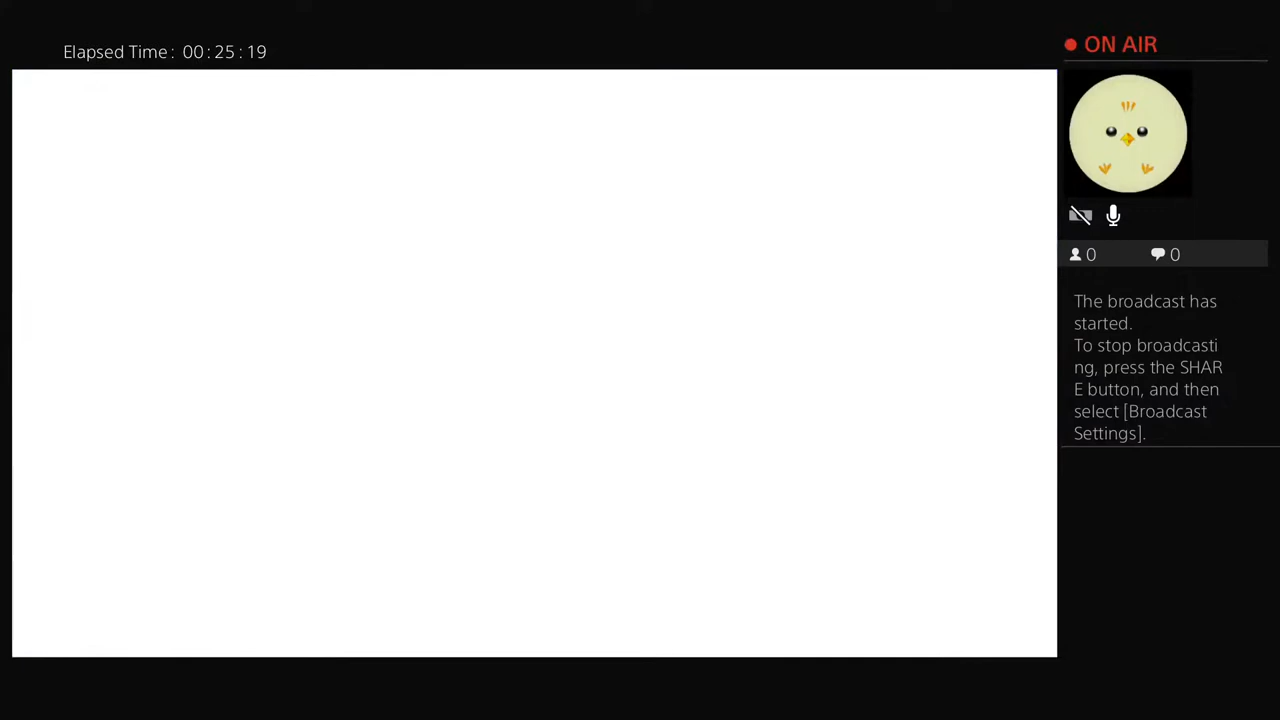 Elapsed Time: 00:25:19
ON AIR
0 0
The broadcast has
started.
To stop broadcasti
ng, press the SHAR
E button, and then
select [Broadcast
Settings].